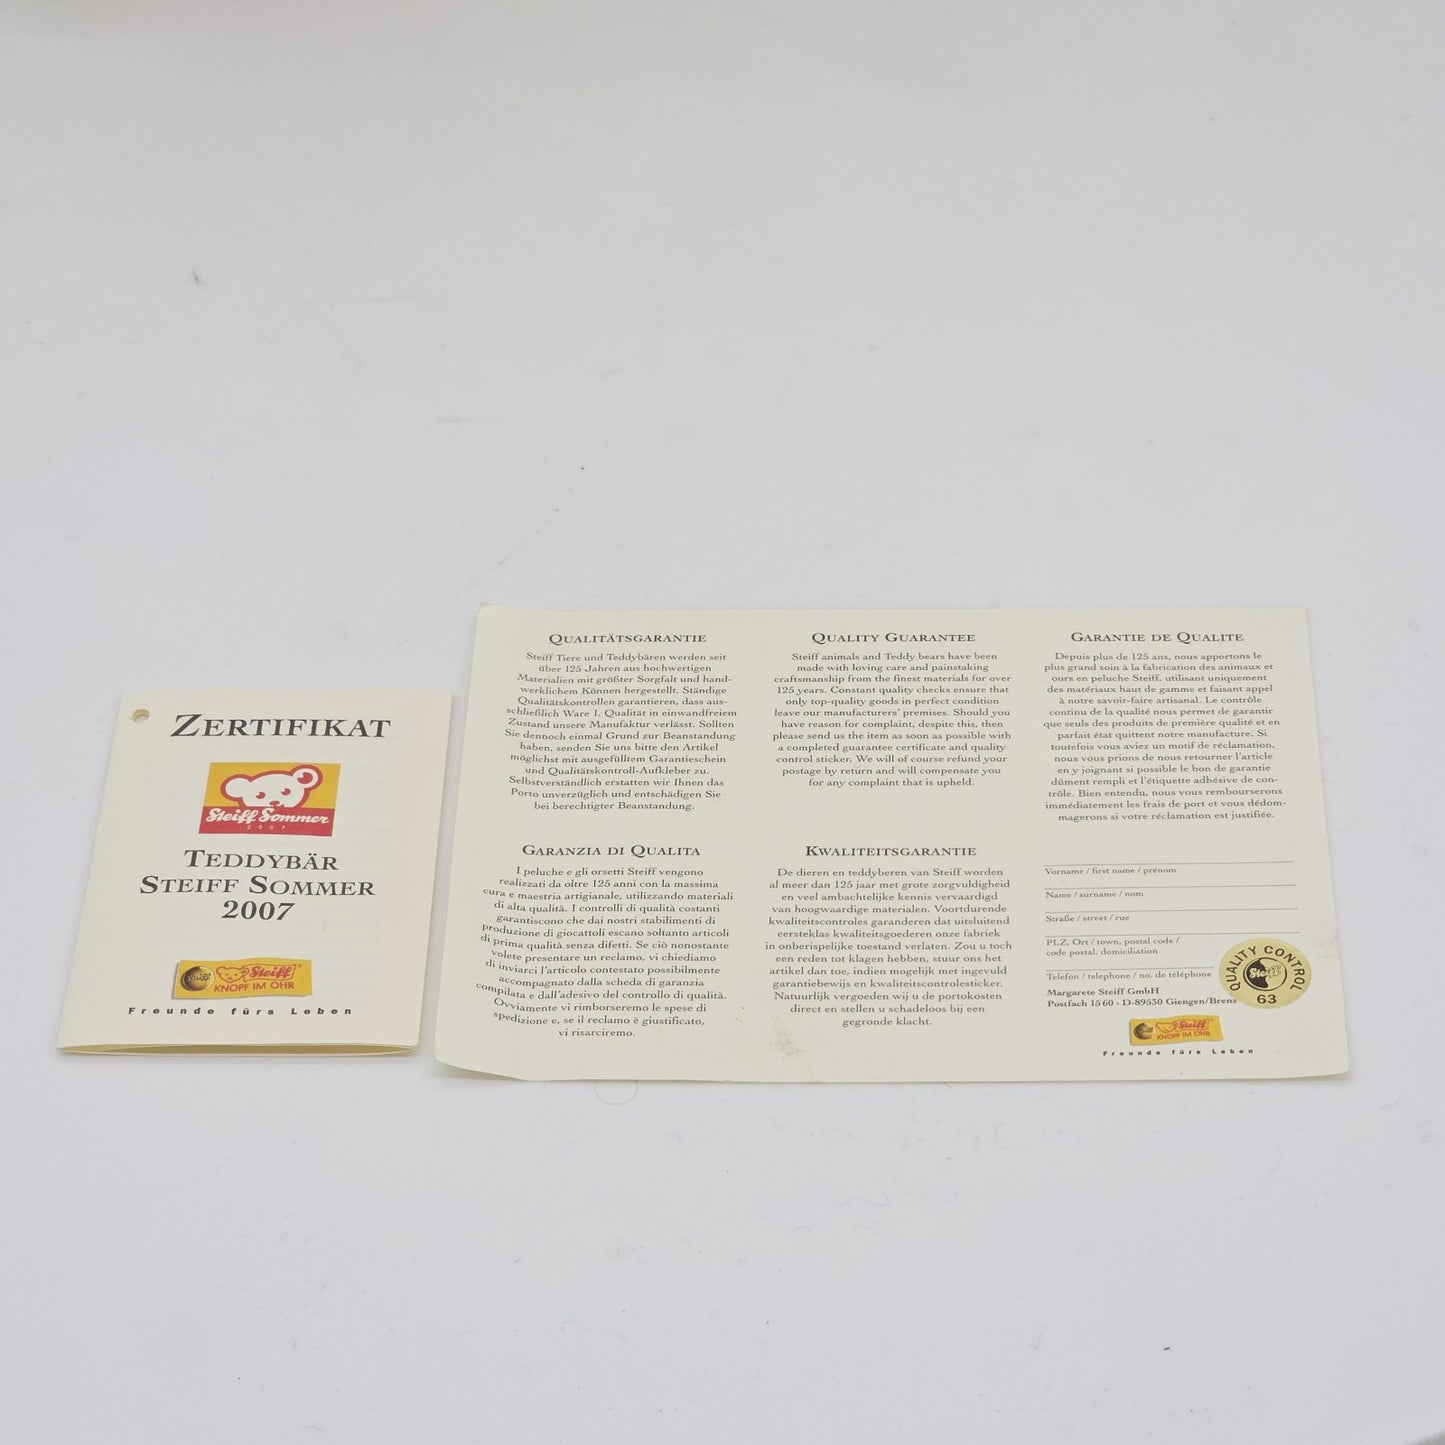 ZERTIFIKAT
Steiff Sommer
2007
TEDDYBÄR
STEIFF SOMMER
2007
Steiff
KNOPF IM OHR
Freunde fürs Leben
QUALITÄTSGARANTIE
Steiff Tiere und Teddybären werden seit
über 125 Jahren aus hochwertigen
Materialien mit größter Sorgfalt und hand-
werklichem Können hergestellt. Ständige
Qualitätskontrollen garantieren, dass aus-
schließlich Ware 1. Qualität in einwandfreiem
Zustand unsere Manufaktur verlässt. Sollten
Sie dennoch einmal Grund zur Beanstandung
haben, senden Sie uns bitte den Artikel
möglichst mit ausgefülltem Garantieschein
und Qualitätskontroll-Aufkleber zu.
Selbstverständlich erstatten wir Ihnen das
Porto unverzüglich und entschädigen Sie
bei berechtigter Beanstandung.
QUALITY GUARANTEE
Steiff animals and Teddy bears have been
made with loving care and painstaking
craftsmanship from the finest materials for over
125 years. Constant quality checks ensure that
only top-quality goods in perfect condition
leave our manufacturers' premises. Should you
have reason for complaint, despite this, then
please send us the item as soon as possible with
a completed guarantee certificate and quality
control sticker. We will of course refund your
postage by return and will compensate you
for any complaint that is upheld.
GARANTIE DE QUALITE
Depuis plus de 125 ans, nous apportons le
plus grand soin à la fabrication des animaux et
ours en peluche Steiff, utilisant uniquement
des matériaux haut de gamme et faisant appel
à notre savoir-faire artisanal. Le contrôle
continu de la qualité nous permet de garantir
que seuls des produits de première qualité et en
parfait état quittent notre manufacture. Si
toutefois vous aviez un motif de réclamation,
nous vous prions de nous retourner l'article
en y joignant si possible le bon de garantie
dûment rempli et l'étiquette adhésive de con-
trôle. Bien entendu, nous vous rembourserons
immédiatement les frais de port et vous dédom-
magerons si votre réclamation est justifiée.
GARANZIA DI QUALITA
I peluche e gli orsetti Steiff vengono
realizzati da oltre 125 anni con la massima
cura e maestria artigianale, utilizzando materiali
di alta qualità. I controlli di qualità costanti
garantiscono che dai nostri stabilimenti di
produzione di giocattoli escano soltanto articoli
di prima qualità senza difetti. Se ciò nonostante
volete presentare un reclamo, vi chiediamo
di inviarci l'articolo contestato possibilmente
accompagnato dalla scheda di garanzia
compilata e dall'adesivo del controllo di qualità.
Ovviamente vi rimborseremo le spese di
spedizione e, se il reclamo è giustificato,
vi risarciremo.
KWALITEITSGARANTIE
De dieren en teddyberen van Steiff worden
al meer dan 125 jaar met grote zorgvuldigheid
en veel ambachtelijke kennis vervaardigd
van hoogwaardige materialen. Voortdurende
kwaliteitscontroles garanderen dat uitsluitend
eersteklas kwaliteitsgoederen onze fabriek
in onberispelijke toestand verlaten. Zou u toch
een reden tot klagen hebben, stuur ons het
artikel dan toe, indien mogelijk met ingevuld
garantiebewijs en kwaliteitscontrolesticker.
Natuurlijk vergoeden wij u de portokosten
direct en stellen u schadeloos bij een
gegronde klacht.
Vorname / first name / prénom
Name / surname / nom
Straße / street / rue
PLZ, Ort / town, postal code /
code postal, domiciliation
Telefon / telephone / no. de téléphone
Margarete Steiff GmbH
Postfach 15 60 - D-89530 Giengen/Brenz
QUALITY CONTROL
Steiff
63
Steiff
KNOPF IM OHR
Freunde fürs Leben